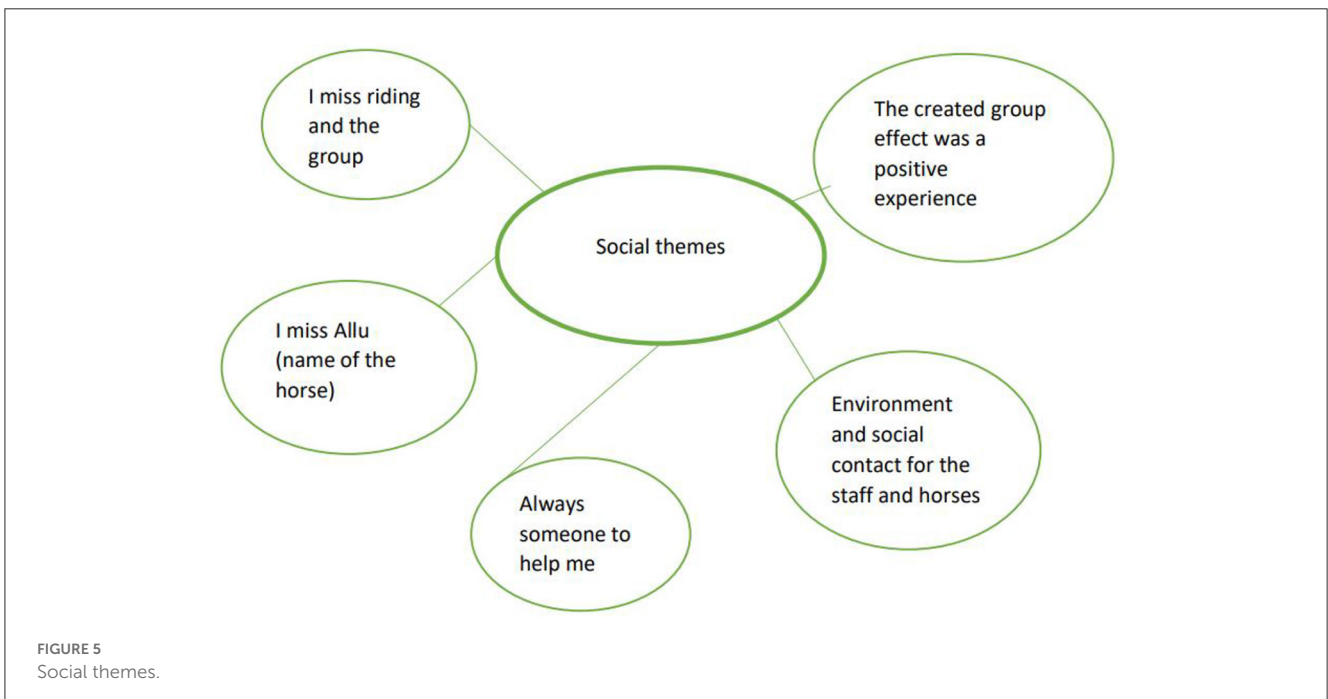 I miss riding
and the
group
The created group
effect was a
positive
experience
Social themes
I miss Allu
(name of the
horse)
Environment
and social
contact for the
staff and horses
Always
someone to
help me
FIGURE 5
Social themes.